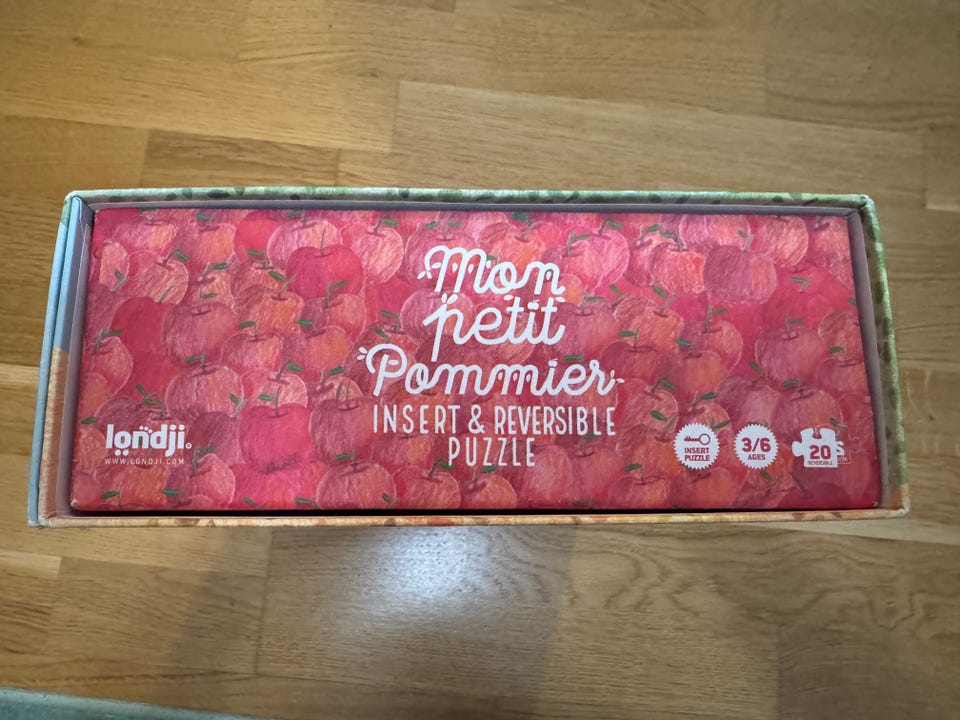 Mon
petit
Pommier
INSERT & REVERSIBLE
PUZZLE
londji
WWW.LONDJI.COM
INSERT
PUZZLE
3/6
AGES
20
REVERSIBLE